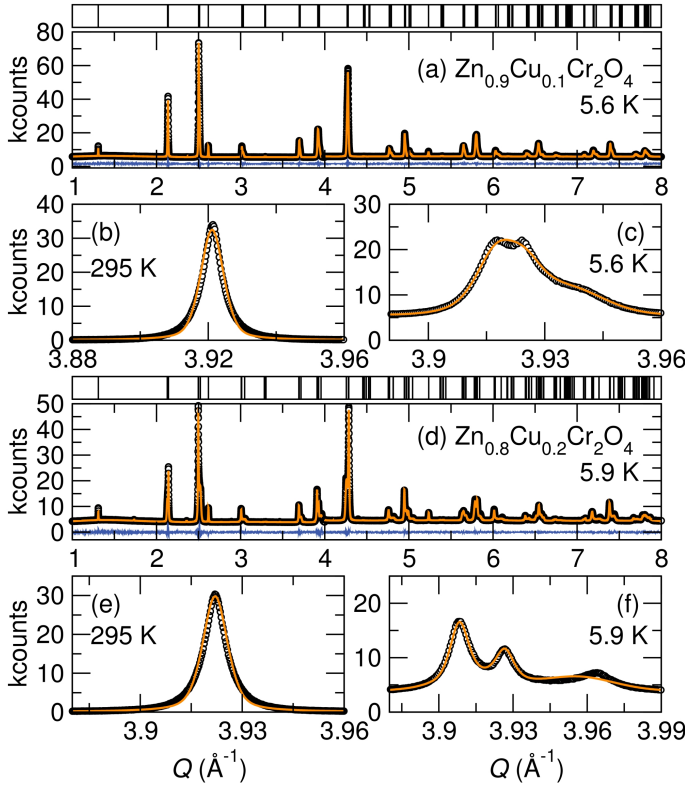 80
60
40
20
0
kcounts
(a) Zn0.9Cu0.1Cr2O4
5.6 K
1 2 3 4 5 6 7 8
40
30
20
10
0
kcounts
(b)
295 K
3.88 3.92 3.96
30
20
10
0
(c)
5.6 K
3.9 3.93 3.96
50
40
30
20
10
0
kcounts
(d) Zn0.8Cu0.2Cr2O4
5.9 K
1 2 3 4 5 6 7 8
30
20
10
0
kcounts
(e)
295 K
3.9 3.93 3.96
Q (Å-1)
20
10
0
(f)
5.9 K
3.9 3.93 3.96 3.99
Q (Å-1)